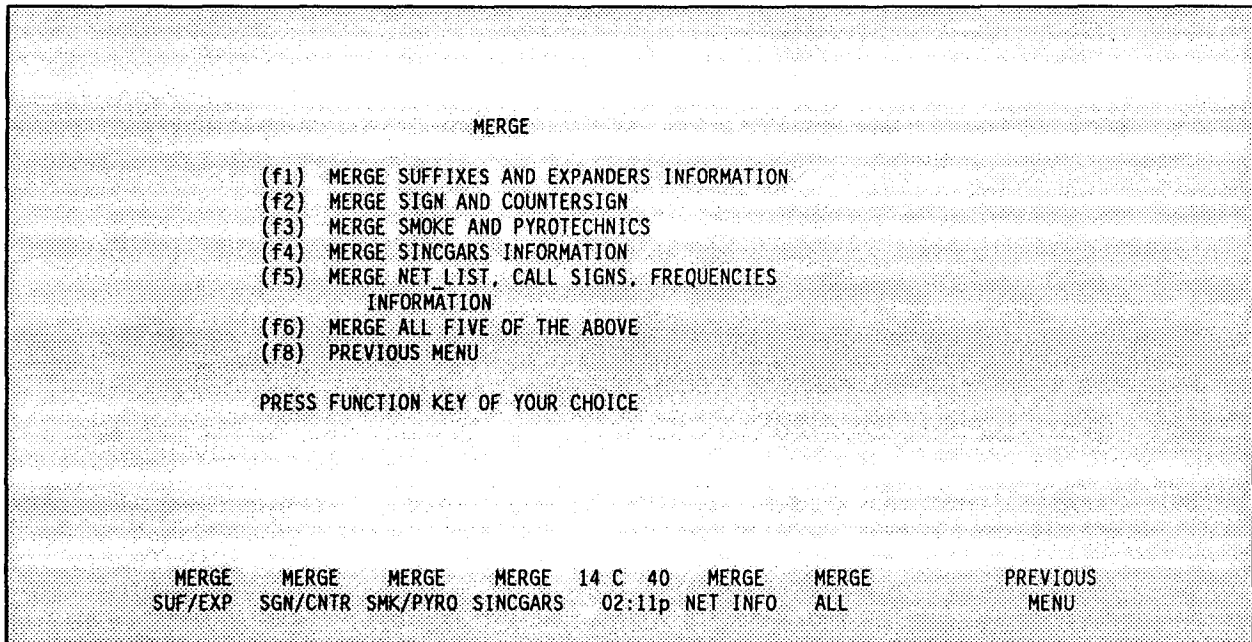 MERGE
(f1) MERGE SUFFIXES AND EXPANDERS INFORMATION
(f2) MERGE SIGN AND COUNTERSIGN
(f3) MERGE SMOKE AND PYROTECHNICS
(f4) MERGE SINCGARS INFORMATION
(f5) MERGE NET_LIST, CALL SIGNS, FREQUENCIES
INFORMATION
(f6) MERGE ALL FIVE OF THE ABOVE
(f8) PREVIOUS MENU
PRESS FUNCTION KEY OF YOUR CHOICE
MERGE MERGE MERGE MERGE 14 C 40 MERGE MERGE PREVIOUS
SUF/EXP SGN/CNTR SMK/PYRO SINCGARS 02:11p NET INFO ALL MENU